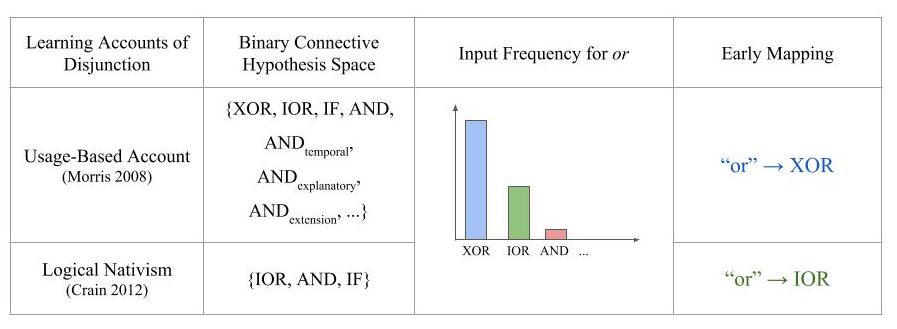 Learning Accounts of
Disjunction
Binary Connective
Hypothesis Space
Input Frequency for or
Early Mapping
Usage-Based Account
(Morris 2008)
{XOR, IOR, IF, AND,
AND temporal,
AND explanatory,
AND extension, ...}
XOR IOR AND ...
“or” → XOR
Logical Nativism
(Crain 2012)
{IOR, AND, IF}
“or” → IOR